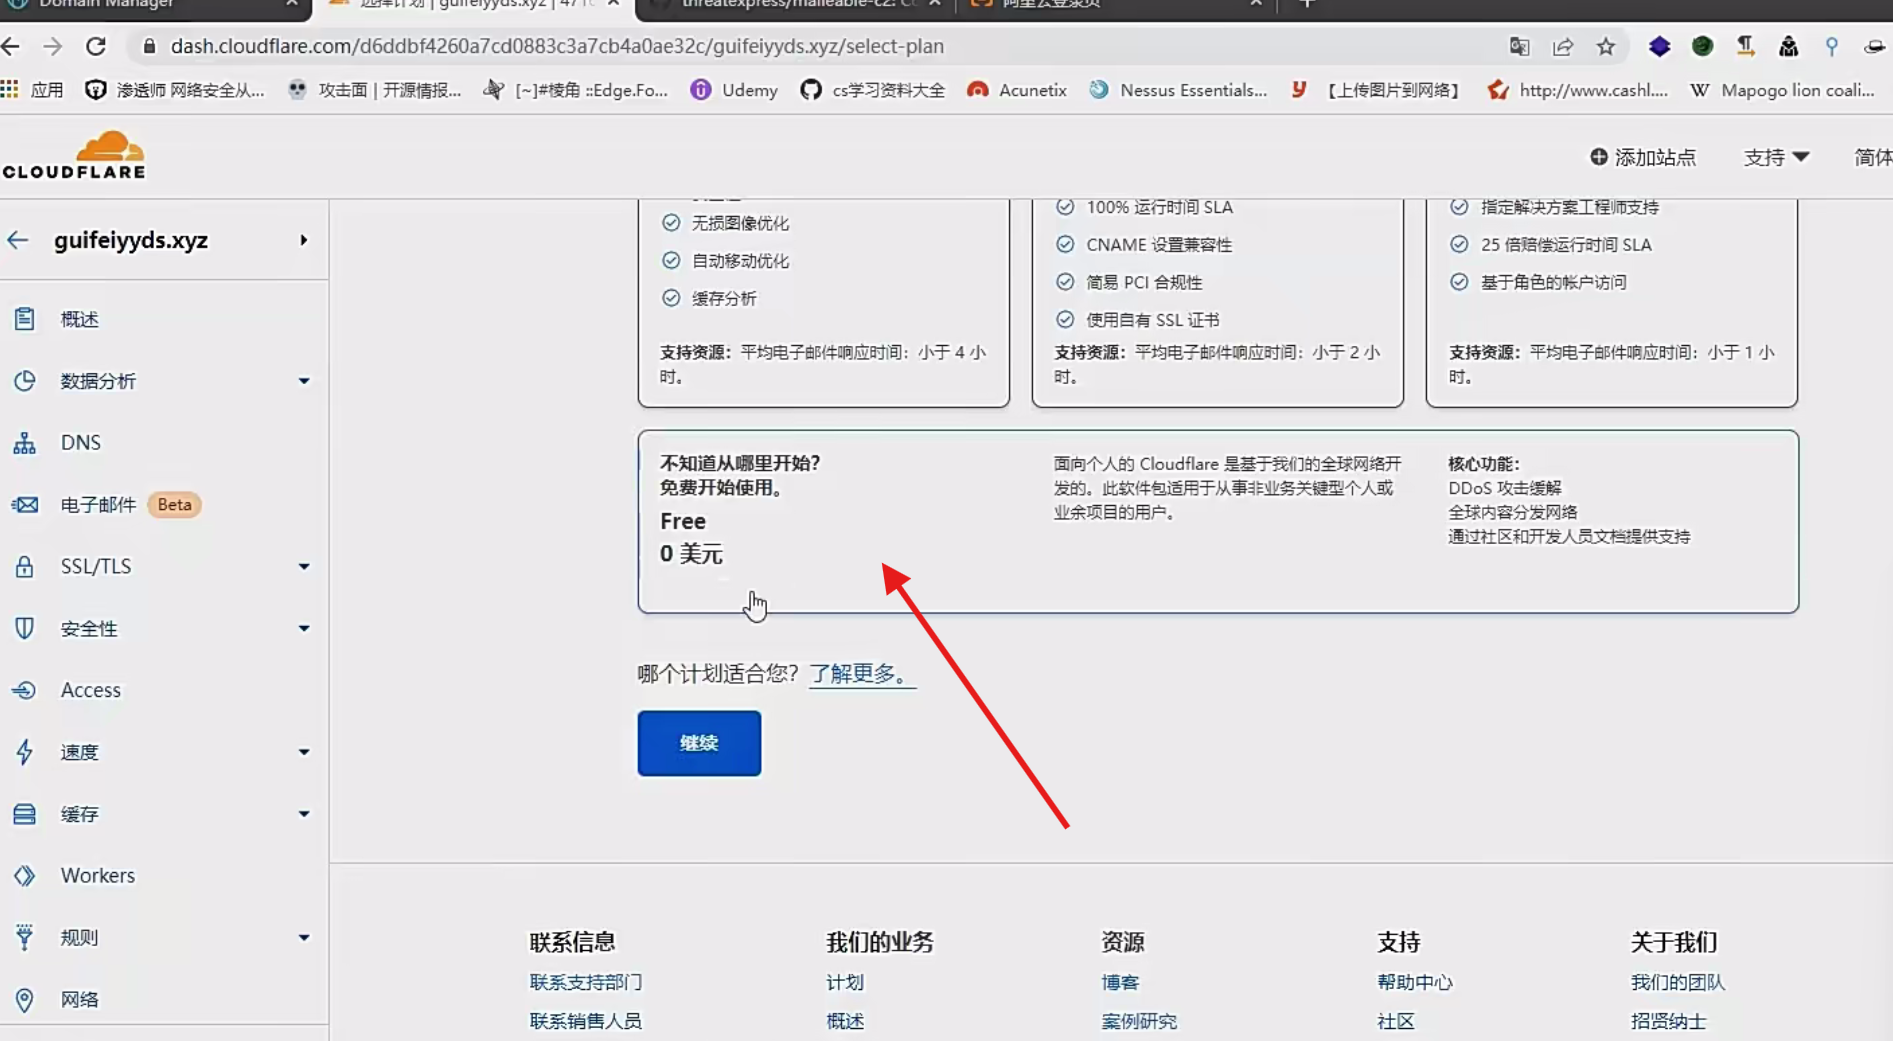 Domain Manager
选择计划 | guifeiyyds.xyz | 471
threatexpress/malleable-c2: C
阿里云登录页
dash.cloudflare.com/d6ddbf4260a7cd0883c3a7cb4a0ae32c/guifeiyyds.xyz/select-plan
应用
渗透师 网络安全从...
攻击面 | 开源情报...
[~]#棱角 ::Edge.Fo...
Udemy
cs学习资料大全
Acunetix
Nessus Essentials...
【上传图片到网络】
http://www.cashl....
Mapogo lion coali...
CLOUDFLARE
添加站点
支持
简体
guifeiyyds.xyz
概述
数据分析
DNS
电子邮件 Beta
SSL/TLS
安全性
Access
速度
缓存
Workers
规则
网络
无损图像优化
自动移动优化
缓存分析
支持资源：平均电子邮件响应时间：小于 4 小
时。
100% 运行时间 SLA
CNAME 设置兼容性
简易 PCI 合规性
使用自有 SSL 证书
支持资源：平均电子邮件响应时间：小于 2 小
时。
指定解决方案工程师支持
25 倍赔偿运行时间 SLA
基于角色的帐户访问
支持资源：平均电子邮件响应时间：小于 1 小
时。
不知道从哪里开始？
免费开始使用。
Free
0 美元
面向个人的 Cloudflare 是基于我们的全球网络开
发的。此软件包适用于从事非业务关键型个人或
业余项目的用户。
核心功能：
DDoS 攻击缓解
全球内容分发网络
通过社区和开发人员文档提供支持
哪个计划适合您？了解更多。
继续
联系信息
联系支持部门
联系销售人员
我们的业务
计划
概述
资源
博客
案例研究
支持
帮助中心
社区
关于我们
我们的团队
招贤纳士